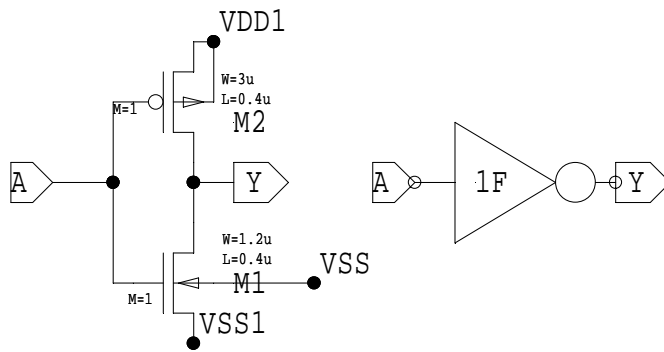 VDD1
W=3u
L=0.4u
M=1
M2
A
Y
W=1.2u
L=0.4u
M1
M=1
VSS
VSS1
A
1F
Y